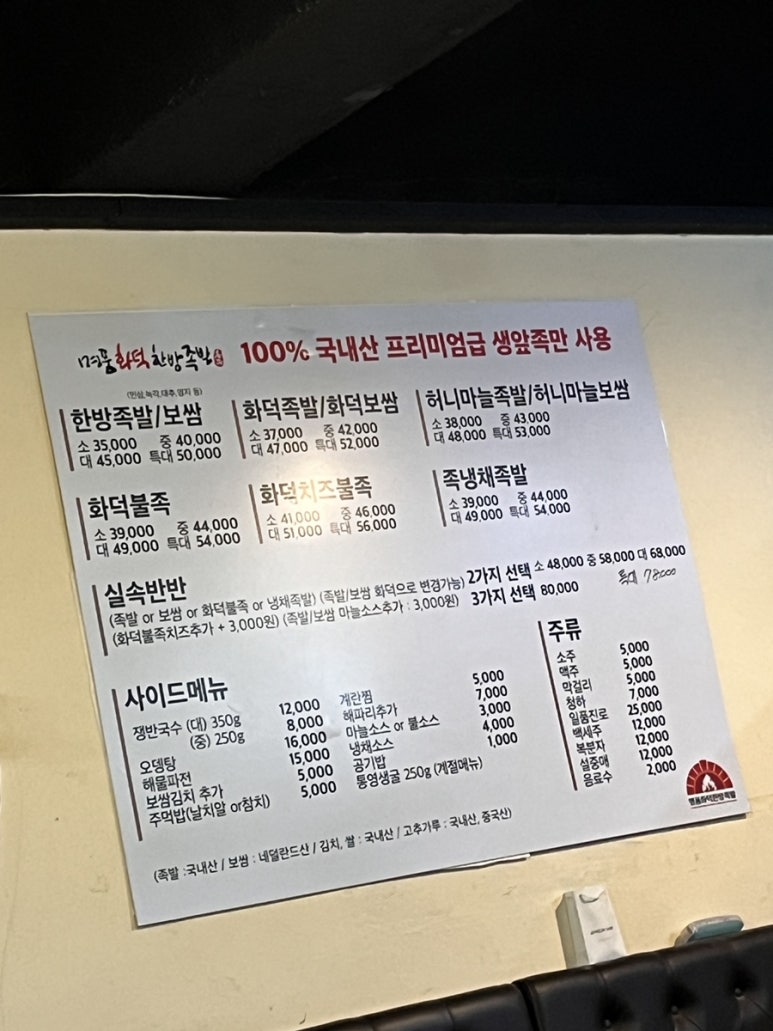 명품 화덕 한방족발
100% 국내산 프리미엄급 생앞족만 사용
한방족발/보쌈
소 35,000 중 40,000
대 45,000 특대 50,000
화덕족발/화덕보쌈
소 37,000 중 42,000
대 47,000 특대 52,000
허니마늘족발/허니마늘보쌈
소 38,000 중 43,000
대 48,000 특대 53,000
화덕불족
소 39,000 중 44,000
대 49,000 특대 54,000
화덕치즈불족
소 41,000 중 46,000
대 51,000 특대 56,000
족냉채족발
소 39,000 중 44,000
대 49,000 특대 54,000
실속반반
(족발 or 보쌈 or 화덕불족 or 냉채족발) (족발/보쌈 화덕으로 변경가능)
(화덕불족치즈추가 + 3,000원) (족발/보쌈 마늘소스추가 : 3,000원)
2가지 선택 소 48,000 중 58,000 대 68,000
특대 78000
3가지 선택 80,000
사이드메뉴
쟁반국수 (대) 350g 12,000
(중) 250g 8,000
오뎅탕 16,000
해물파전 15,000
보쌈김치 추가 5,000
주먹밥(날치알 or참치) 5,000
계란찜 5,000
해파리추가 7,000
마늘소스 or 불소스 3,000
냉채소스 4,000
공기밥 1,000
통영생굴 250g (계절메뉴)
주류
소주 5,000
맥주 5,000
막걸리 5,000
청하 7,000
일품진로 25,000
백세주 12,000
복분자 12,000
설중매 12,000
음료수 2,000
명품화덕한방족발
(족발 : 국내산 / 보쌈 : 네덜란드산 / 김치, 쌀 : 국내산 / 고추가루 : 국내산, 중국산)